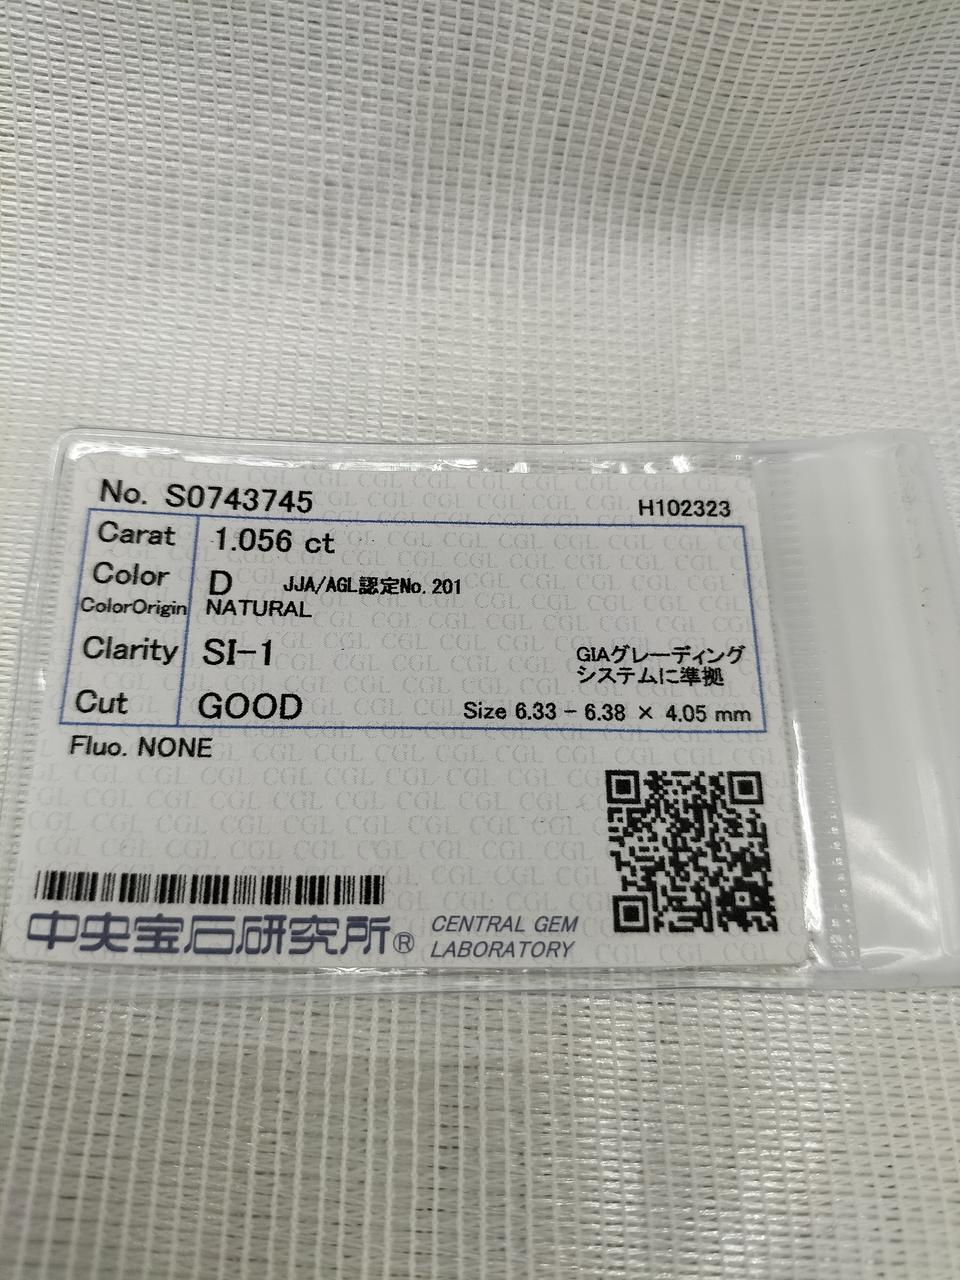 No. S0743745
H102323
Carat 1.056 ct
Color D JJA/AGL認定No.201
ColorOrigin NATURAL
Clarity SI-1
GIAグレーディング
システムに準拠
Cut GOOD Size 6.33 - 6.38 × 4.05 mm
Fluo. NONE
中央宝石研究所® CENTRAL GEM
LABORATORY